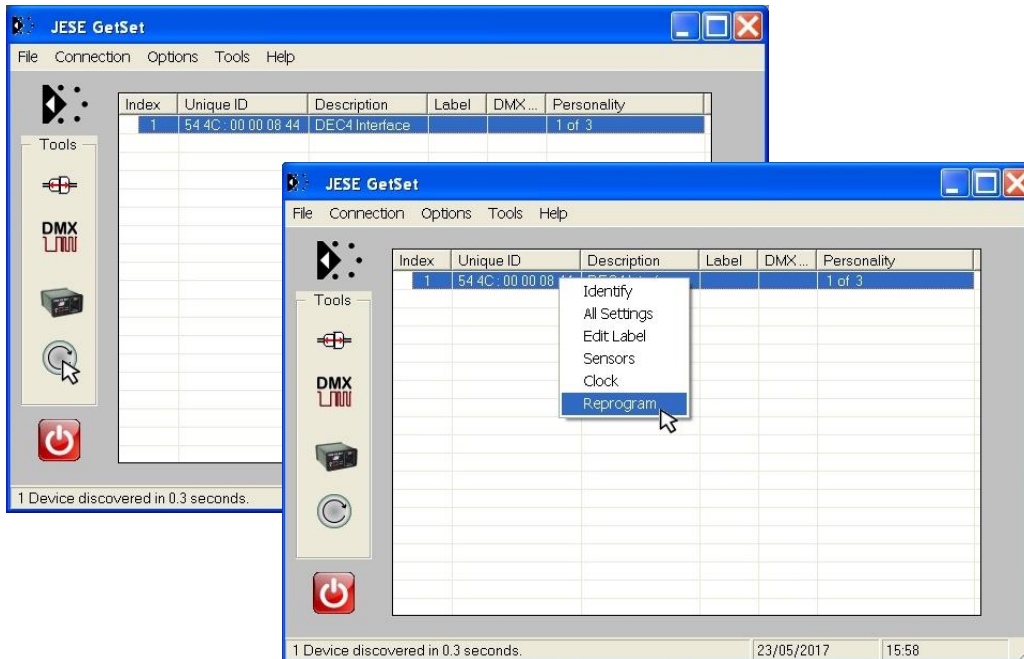 JESE GetSet
File Connection Options Tools Help
Index Unique ID Description Label DMX... Personality
1 54 4C : 00 00 08 44 DEC4 Interface 1 of 3
Tools
DMX
1 Device discovered in 0.3 seconds.
JESE GetSet
File Connection Options Tools Help
Index Unique ID Description Label DMX... Personality
1 54 4C : 00 00 08 1 of 3
Tools
Identify
All Settings
Edit Label
Sensors
Clock
Reprogram
DMX
1 Device discovered in 0.3 seconds. 23/05/2017 15:58